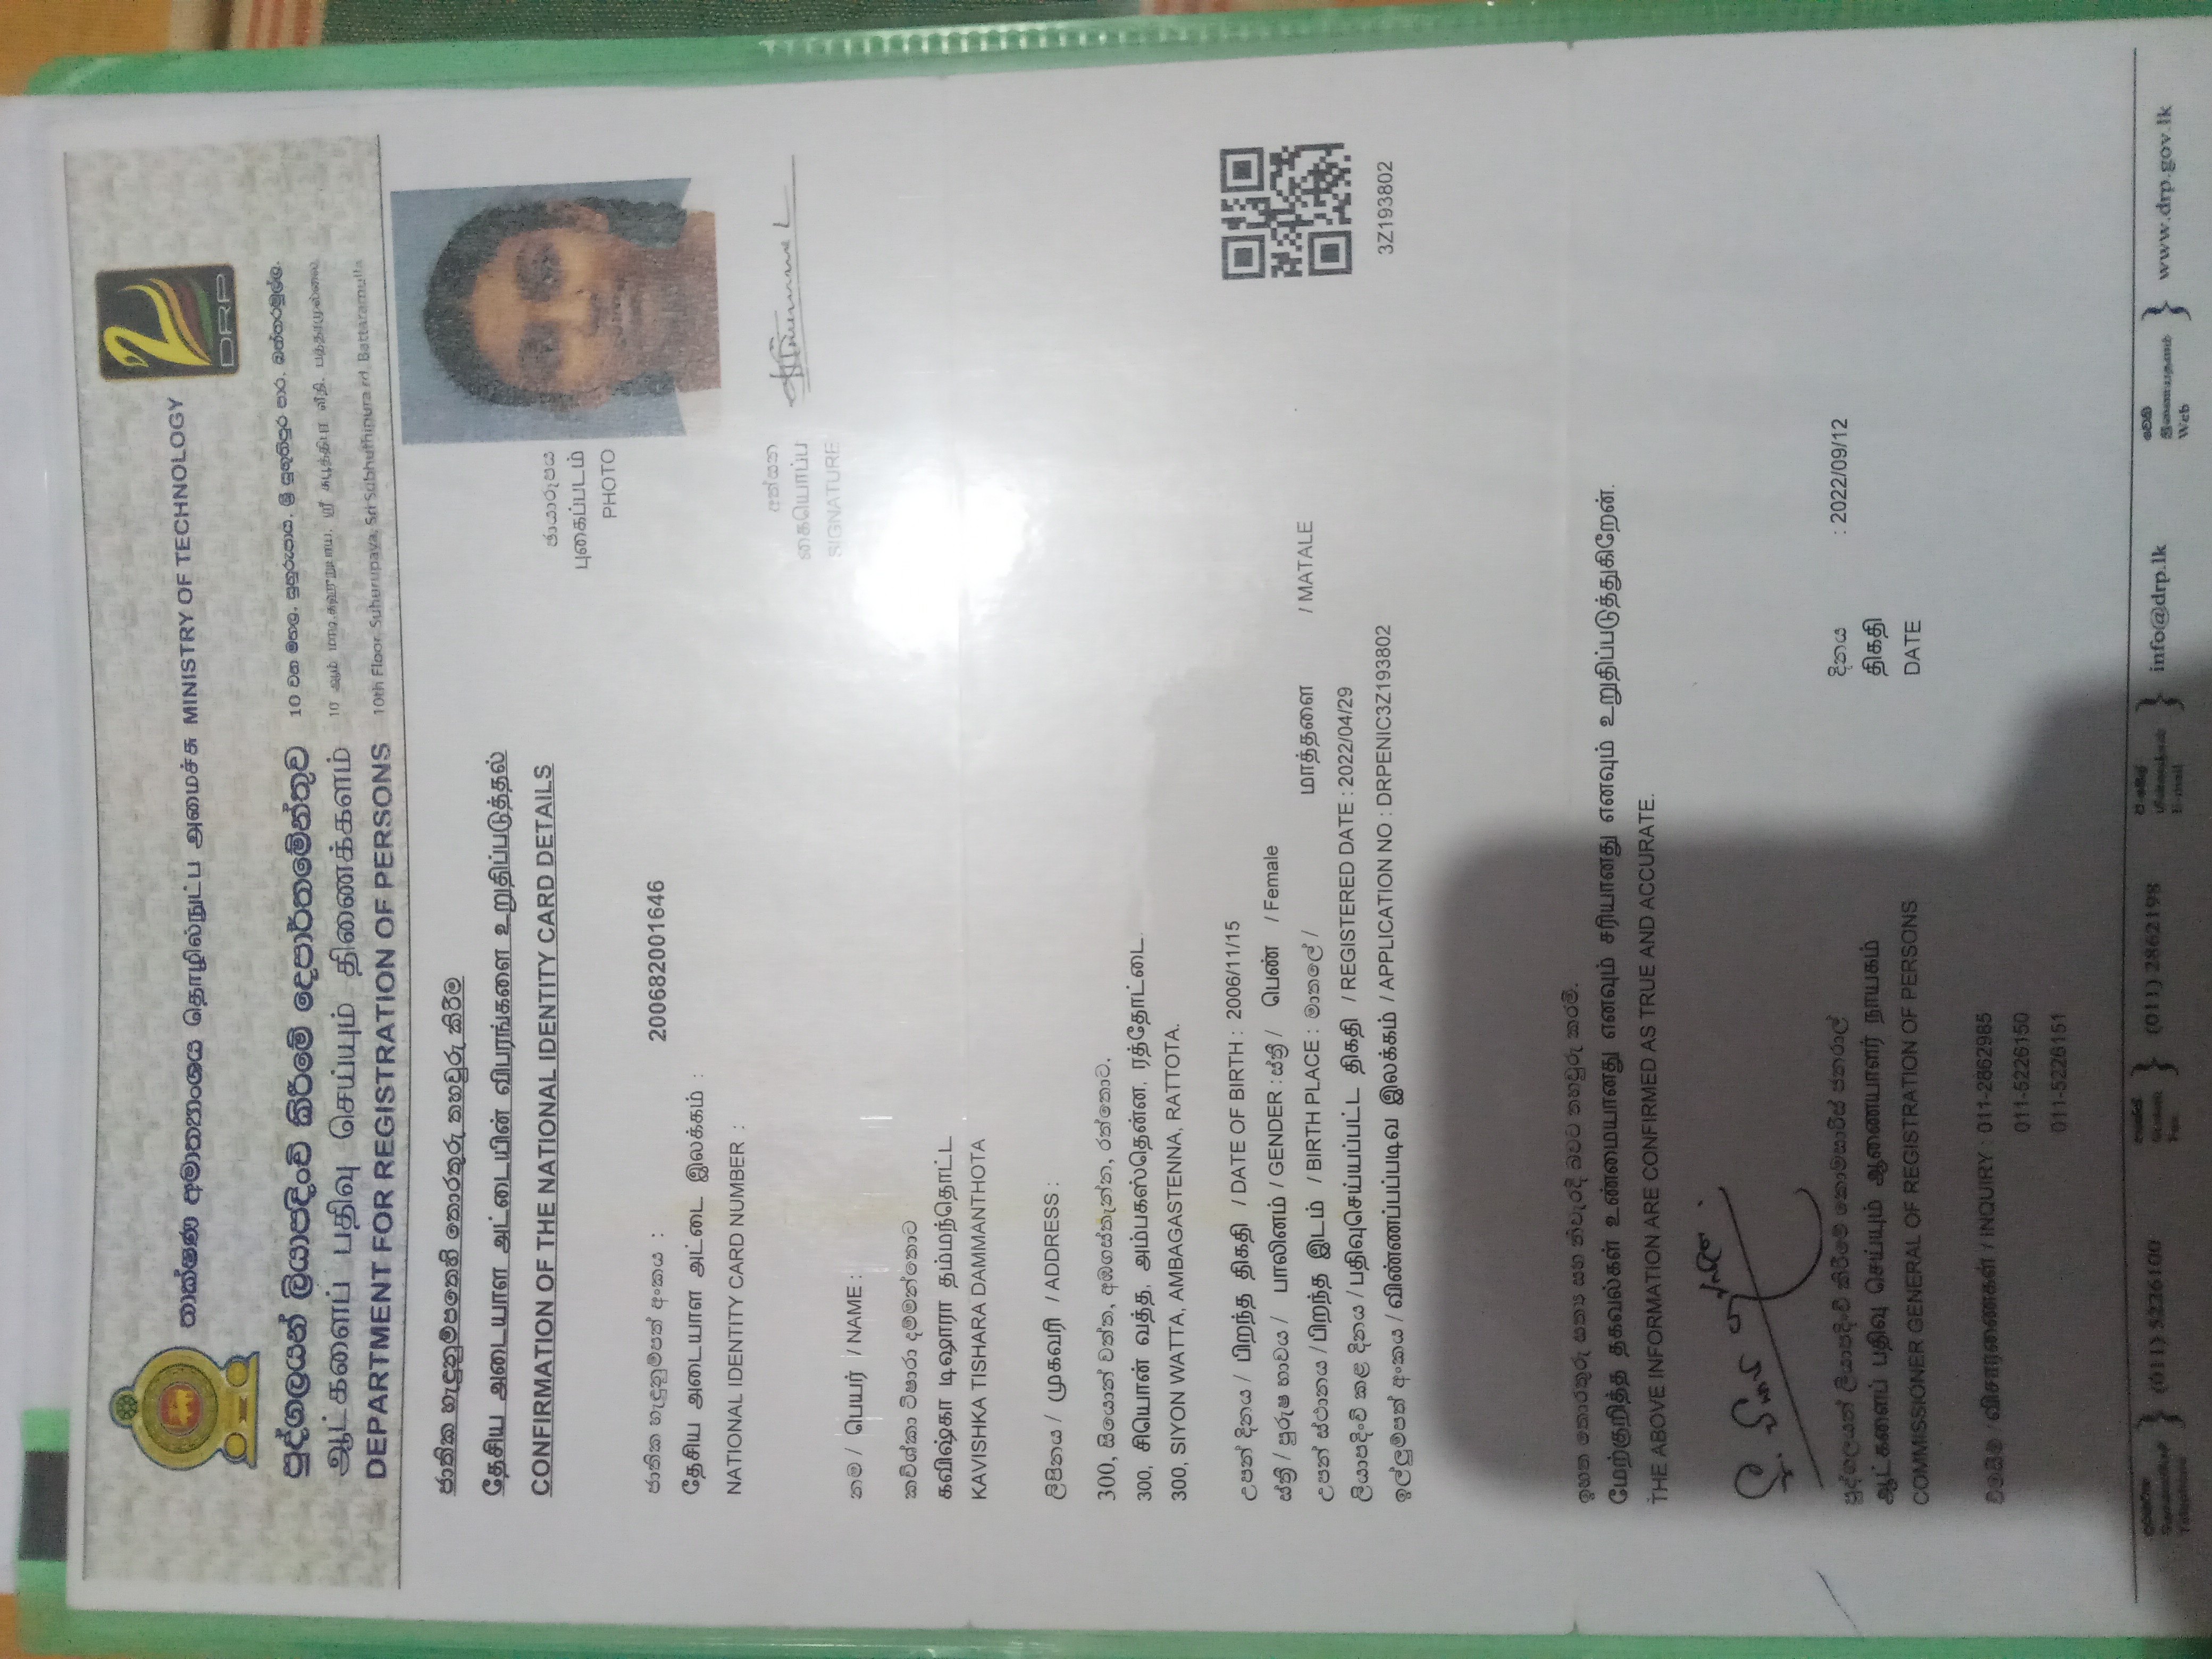 තාක්ෂණ අමාත්‍යාංශය தொழில்நுட்ப அமைச்சு MINISTRY OF TECHNOLOGY
DRP
පුද්ගලයන් ලියාපදිංචි කිරීමේ දෙපාර්තමේන්තුව
10 වන මහල, සුහුරුපාය, ශ්‍රී සුභූතිපුර පාර, බත්තරමුල්ල.
ஆட்களைப் பதிவு செய்யும் திணைக்களம்
10 ஆம் மாடி, சுஹுறுபாய, ஸ்ரீ சுபூத்திபுர வீதி, பத்தரமுல்லை
DEPARTMENT FOR REGISTRATION OF PERSONS
10th Floor, Suhurupaya, Sri Subhuthipura rd, Battaramulla
ජාතික හැඳුනුම්පතෙහි තොරතුරු තහවුරු කිරීම
தேசிய அடையாள அட்டையின் விபரங்களை உறுதிப்படுத்தல்
CONFIRMATION OF THE NATIONAL IDENTITY CARD DETAILS
ඡායාරූපය
புகைப்படம்
PHOTO
ජාතික හැඳුනුම්පත් අංකය : 200682001646
தேசிய அடையாள அட்டை இலக்கம் :
NATIONAL IDENTITY CARD NUMBER :
අත්සන
கையொப்ப
SIGNATURE
නම / பெயர் / NAME :
කවිශ්කා ටිෂාරා දම්මන්තොට
கவிஷ்கா டிஷாரா தம்மந்தொட்ட
KAVISHKA TISHARA DAMMANTHOTA
ලිපිනය / முகவரி / ADDRESS :
300, සියොන් වත්ත, අඹගස්තැන්න, රත්තොට.
300, சியொன் வத்த, அம்பகஸ்தென்ன, ரத்தோட்டை.
300, SIYON WATTA, AMBAGASTENNA, RATTOTA.
උපන් දිනය / பிறந்த திகதி / DATE OF BIRTH : 2006/11/15
ස්ත්‍රී / පුරුෂ භාවය / பாலினம் / GENDER : ස්ත්‍රී / பெண் / Female
උපන් ස්ථානය / பிறந்த இடம் / BIRTH PLACE : මාතලේ / மாத்தளை / MATALE
ලියාපදිංචි කළ දිනය / பதிவுசெய்யப்பட்ட திகதி / REGISTERED DATE : 2022/04/29
ඉල්ලුම්පත් අංකය / விண்ணப்பப்படிவ இலக்கம் / APPLICATION NO : DRPENIC3Z193802
3Z193802
ඉහත තොරතුරු සත්‍ය සහ නිවැරදි බවට තහවුරු කරමි.
மேற்குறித்த தகவல்கள் உண்மையானது எனவும் சரியானது எனவும் உறுதிப்படுத்துகிறேன்.
THE ABOVE INFORMATION ARE CONFIRMED AS TRUE AND ACCURATE.
පුද්ගලයන් ලියාපදිංචි කිරීමේ කොමසාරිස් ජනරාල්
ஆட்களைப் பதிவு செய்யும் ஆணையாளர் நாயகம்
COMMISSIONER GENERAL OF REGISTRATION OF PERSONS
දිනය : 2022/09/12
திகதி
DATE
විමසීම් / விசாரணைகள் / INQUIRY : 011-2862985
011-5226150
011-5226151
Telephone (011) 5226100
Fax (011) 2862198
E-mail info@drp.lk
වෙබ්
இணையதளம்
Web www.drp.gov.lk